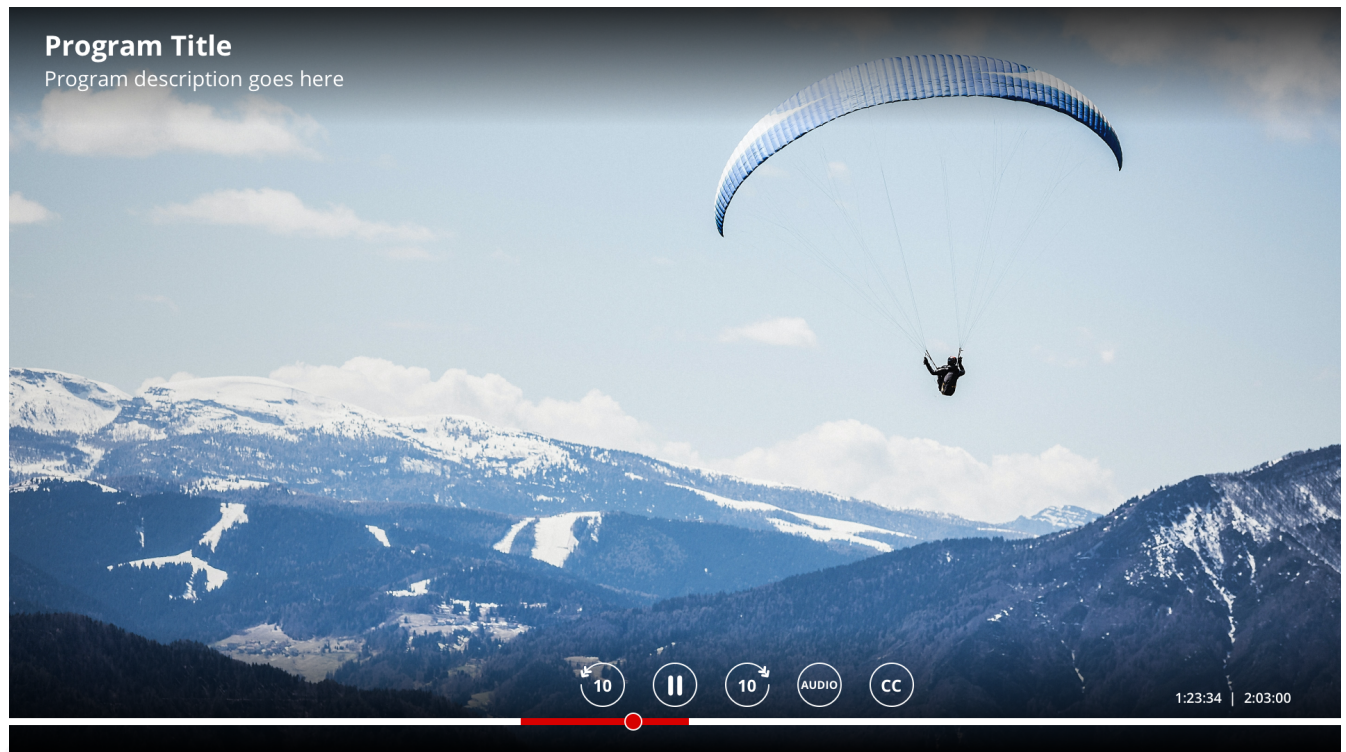 Program Title
Program description goes here
10
10
AUDIO
CC
1:23:34 | 2:03:00